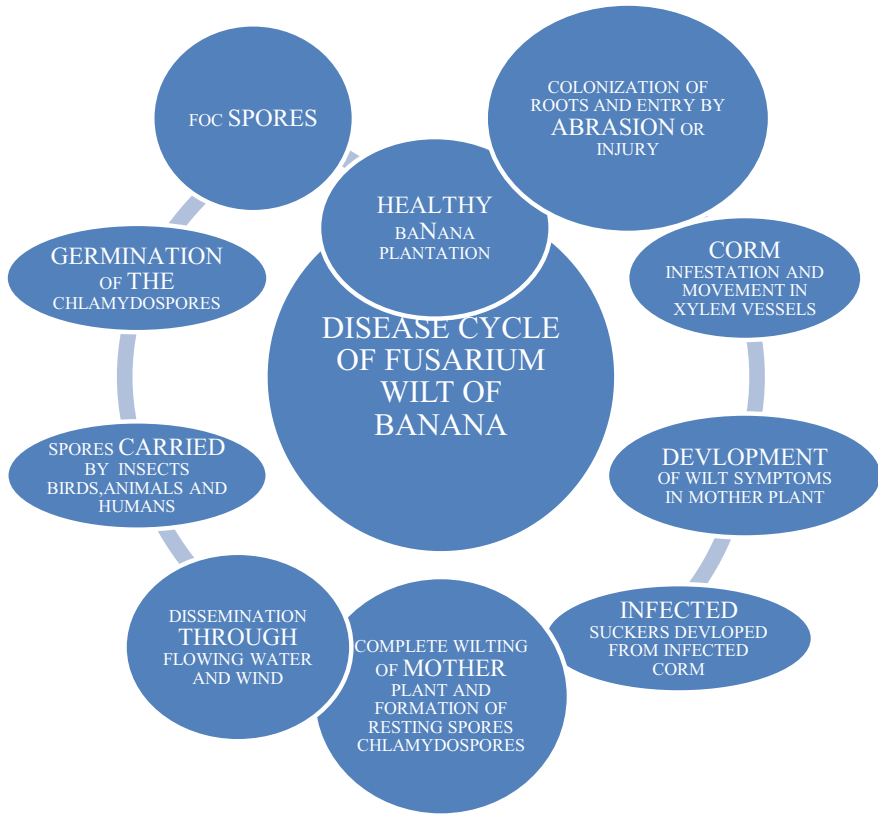 DISEASE CYCLE
OF FUSARIUM
WILT OF
BANANA
HEALTHY
BaNANA
PLANTATION
COLONIZATION OF
ROOTS AND ENTRY BY
ABRASION OR
INJURY
CORM
INFESTATION AND
MOVEMENT IN
XYLEM VESSELS
DEVLOPMENT
OF WILT SYMPTOMS
IN MOTHER PLANT
INFECTED
SUCKERS DEVLOPED
FROM INFECTED
CORM
COMPLETE WILTING
OF MOTHER
PLANT AND
FORMATION OF
RESTING SPORES
CHLAMYDOSPORES
DISSEMINATION
THROUGH
FLOWING WATER
AND WIND
SPORES CARRIED
BY INSECTS
BIRDS,ANIMALS AND
HUMANS
GERMINATION
OF THE
CHLAMYDOSPORES
FOC SPORES